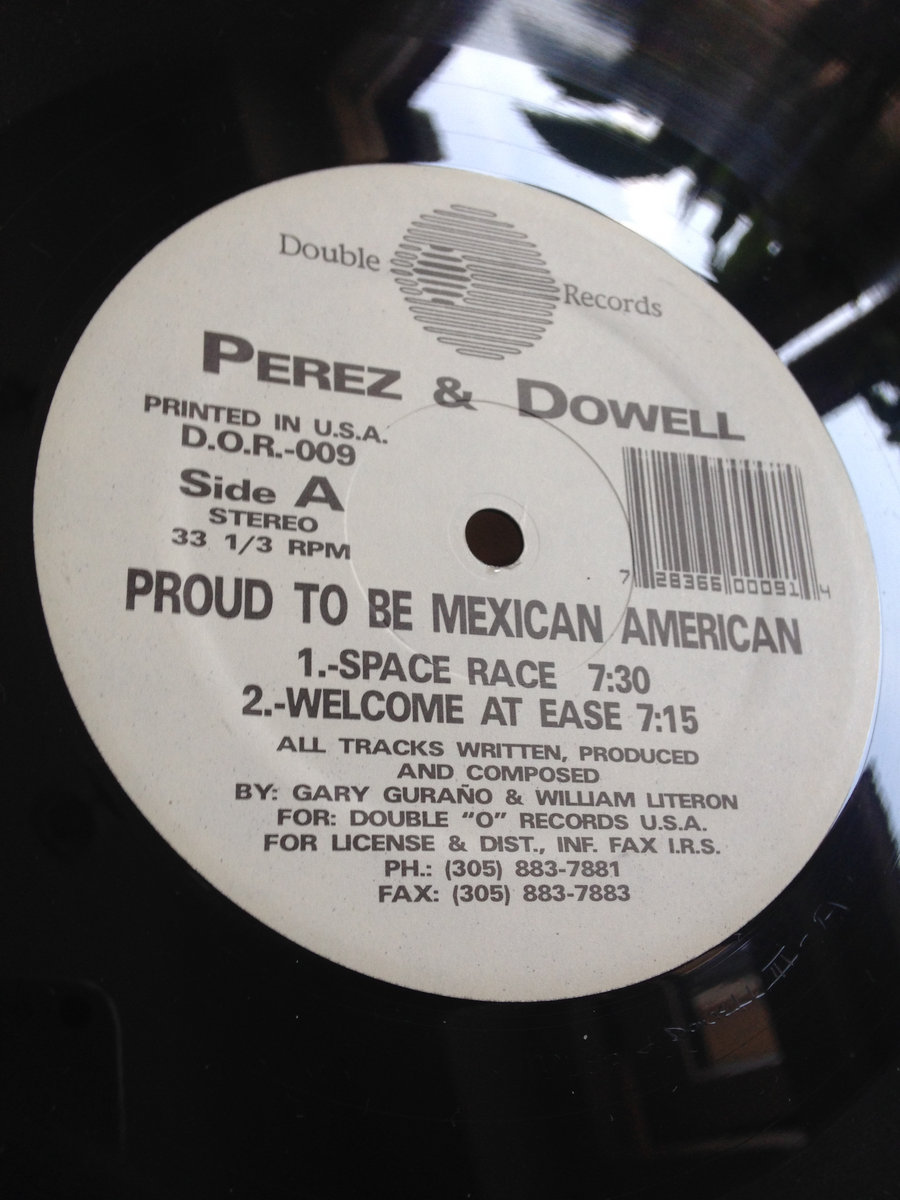 Double Records
PEREZ & DOWELL
PRINTED IN U.S.A.
D.O.R.-009
Side A
STEREO
33 1/3 RPM
7 28366 00091 4
PROUD TO BE MEXICAN AMERICAN
1.-SPACE RACE 7:30
2.-WELCOME AT EASE 7:15
ALL TRACKS WRITTEN, PRODUCED
AND COMPOSED
BY: GARY GURAÑO & WILLIAM LITERON
FOR: DOUBLE "O" RECORDS U.S.A.
FOR LICENSE & DIST., INF. FAX I.R.S.
PH.: (305) 883-7881
FAX: (305) 883-7883
III-A